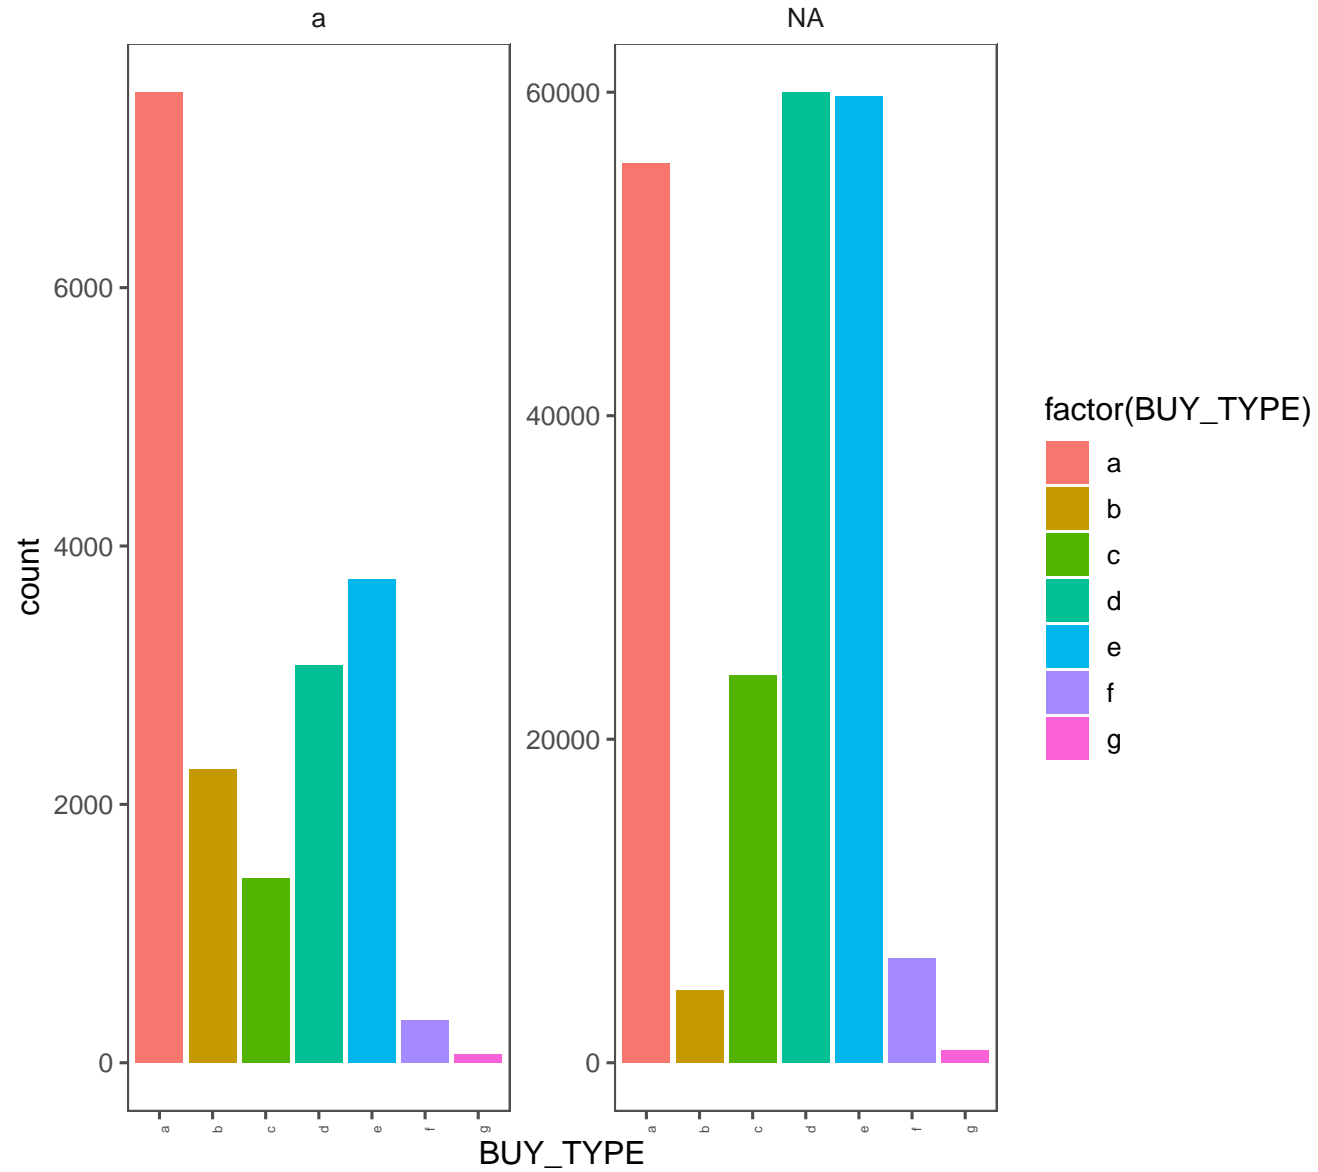 a
NA
count
6000
4000
2000
0
60000
40000
20000
0
a b c d e f g
a b c d e f g
BUY_TYPE
factor(BUY_TYPE)
a
b
c
d
e
f
g